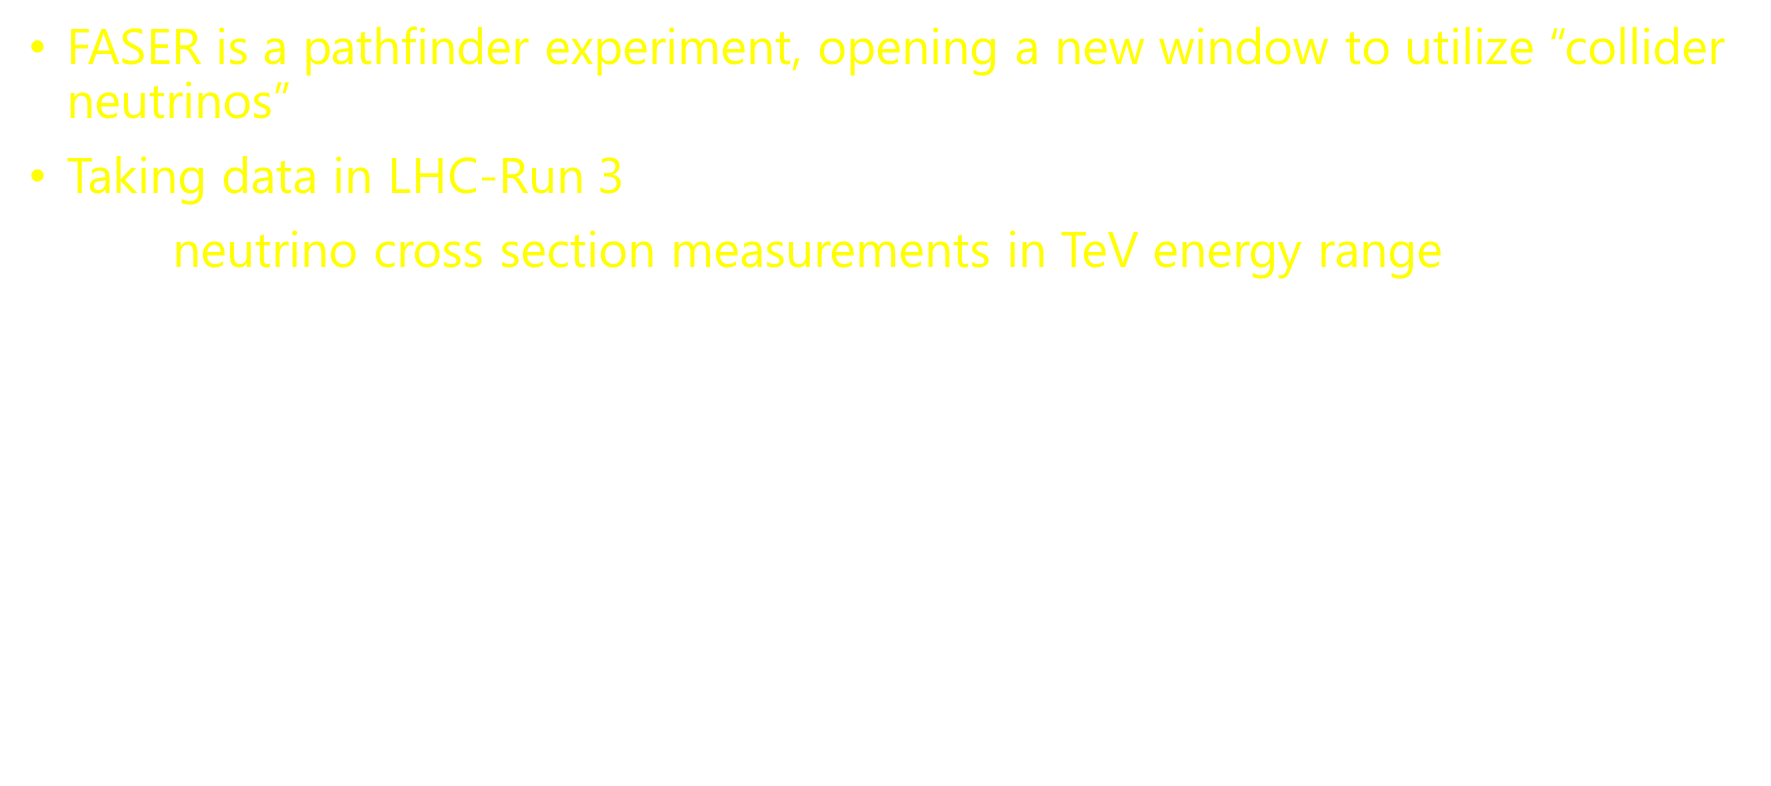 • FASER is a pathfinder experiment, opening a new window to utilize “collider
neutrinos”
• Taking data in LHC-Run 3
neutrino cross section measurements in TeV energy range